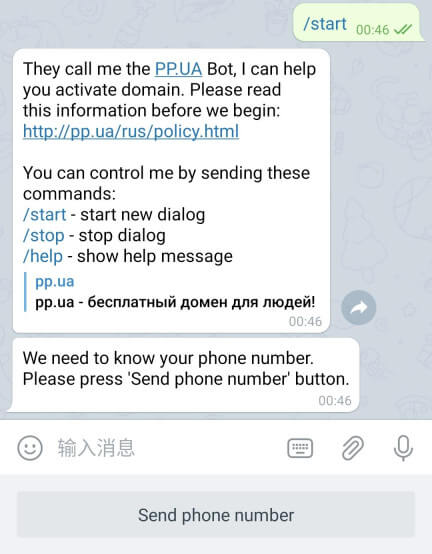 /start 00:46
They call me the PP.UA Bot, I can help
you activate domain. Please read
this information before we begin:
http://pp.ua/rus/policy.html
You can control me by sending these
commands:
/start - start new dialog
/stop - stop dialog
/help - show help message
pp.ua
pp.ua - бесплатный домен для людей!
00:46
We need to know your phone number.
Please press 'Send phone number' button.
00:46
输入消息
Send phone number